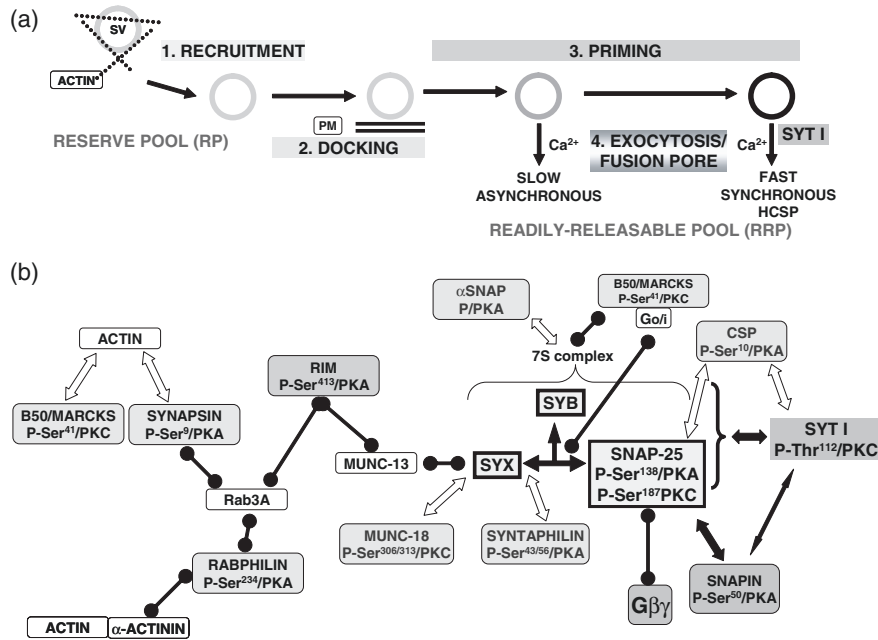 (a)
SV
ACTIN
1. RECRUITMENT
3. PRIMING
RESERVE POOL (RP)
PM
2. DOCKING
Ca²⁺
4. EXOCYTOSIS/
FUSION PORE
Ca²⁺
SYT I
SLOW
ASYNCHRONOUS
FAST
SYNCHRONOUS
HCSP
READILY-RELEASABLE POOL (RRP)
(b)
ACTIN
B50/MARCKS
P-Ser⁴¹/PKC
SYNAPSIN
P-Ser⁹/PKA
RIM
P-Ser⁴¹³/PKA
Rab3A
MUNC-13
RABPHILIN
P-Ser²³⁴/PKA
ACTIN
α-ACTININ
αSNAP
P/PKA
B50/MARCKS
P-Ser⁴¹/PKC
Go/i
7S complex
CSP
P-Ser¹⁰/PKA
SYB
SYX
SNAP-25
P-Ser¹³⁸/PKA
P-Ser¹⁸⁷PKC
SYT I
P-Thr¹¹²/PKC
MUNC-18
P-Ser³⁰⁶/³¹³/PKC
SYNTAPHILIN
P-Ser⁴³/⁵⁶/PKA
Gβγ
SNAPIN
P-Ser⁵⁰/PKA